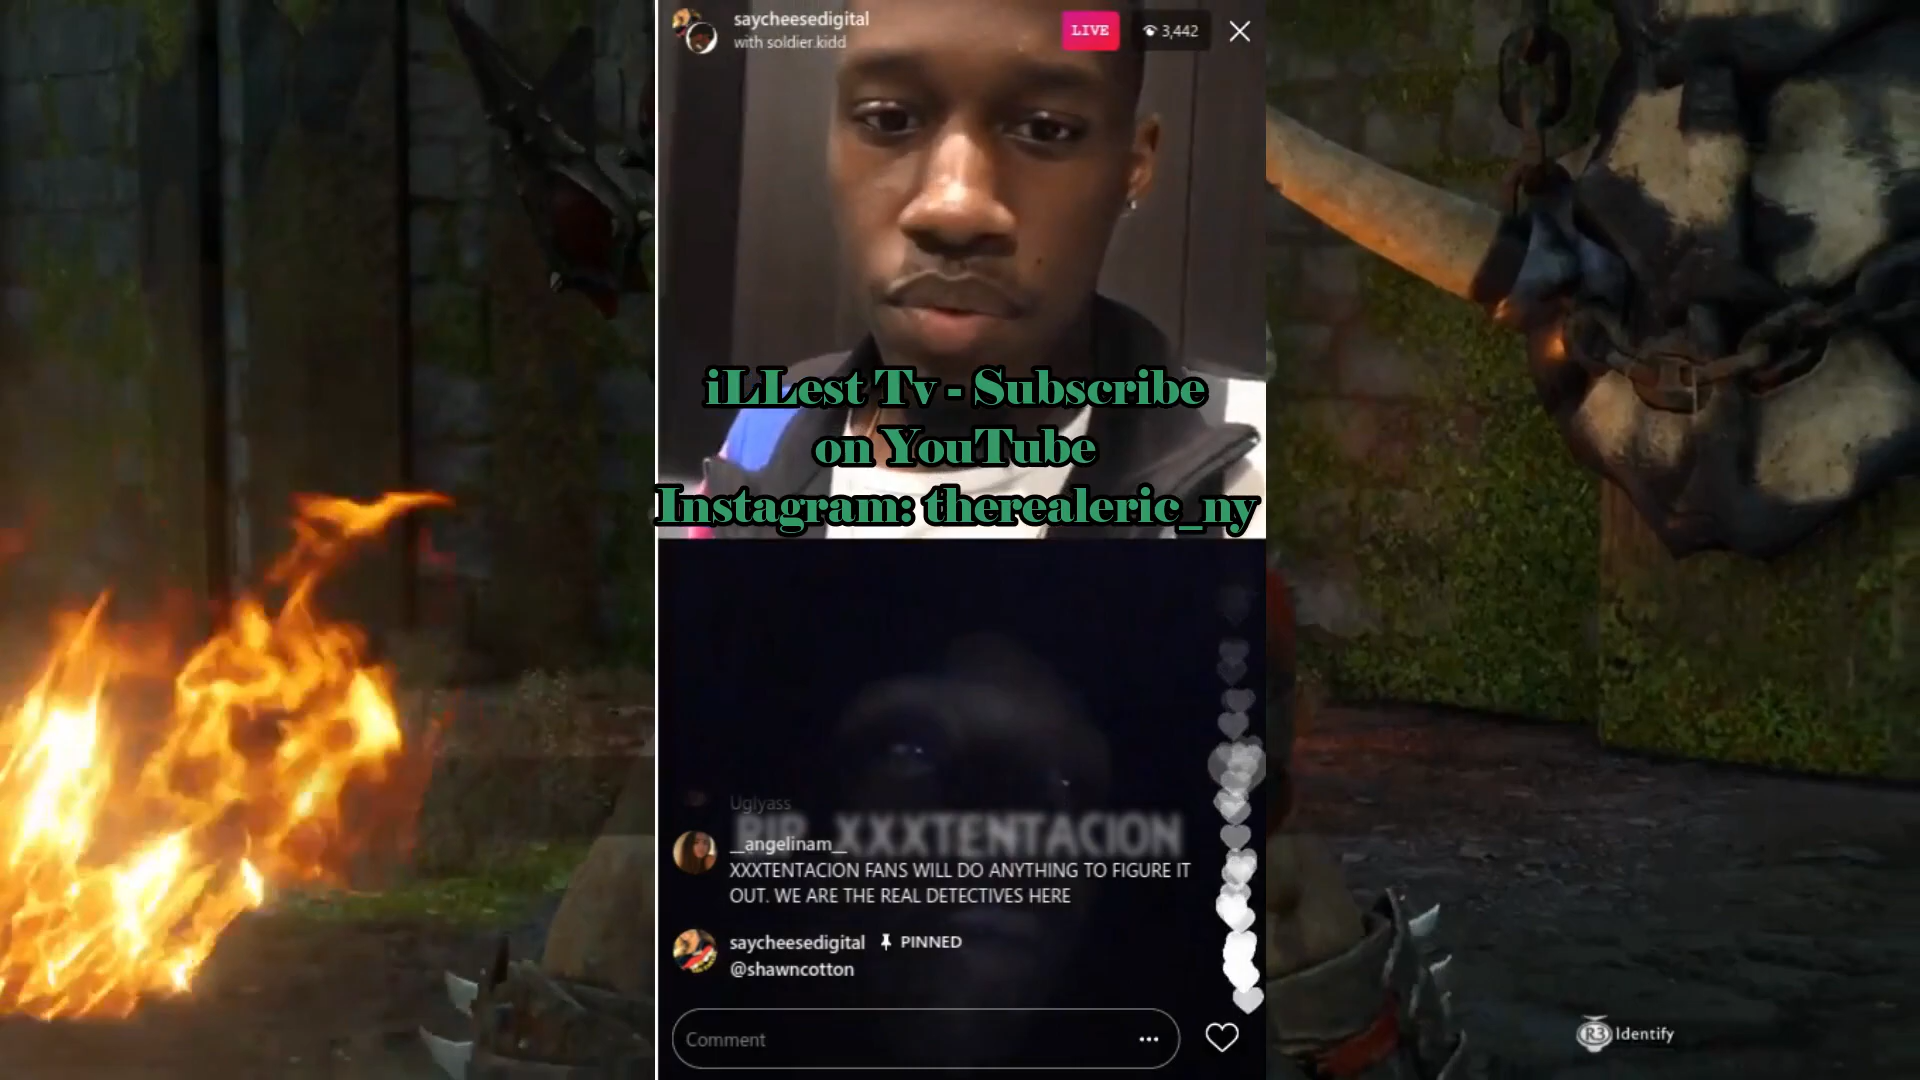 saycheesedigital
with soldier.kidd
LIVE
3,442
iLLest Tv - Subscribe
on YouTube
Instagram: therealeric_ny
Uglyass
RIP XXXTENTACION
__angelinam__
XXXTENTACION FANS WILL DO ANYTHING TO FIGURE IT
OUT. WE ARE THE REAL DETECTIVES HERE
saycheesedigital PINNED
@shawncotton
Comment
R3 Identify